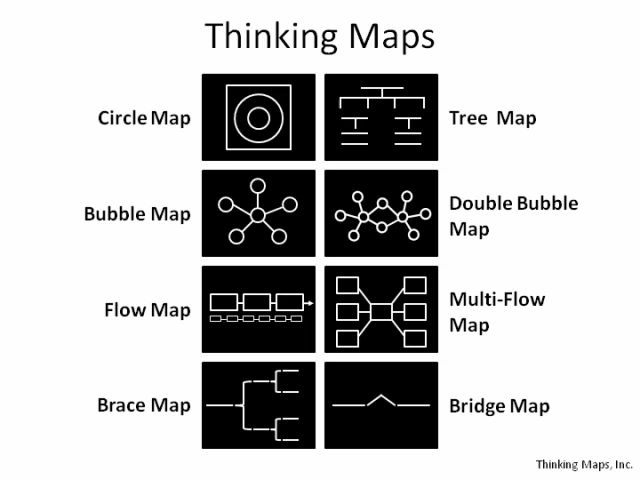 Thinking Maps
Circle Map
Tree Map
Bubble Map
Double Bubble
Map
Flow Map
Multi-Flow
Map
Brace Map
Bridge Map
Thinking Maps, Inc.